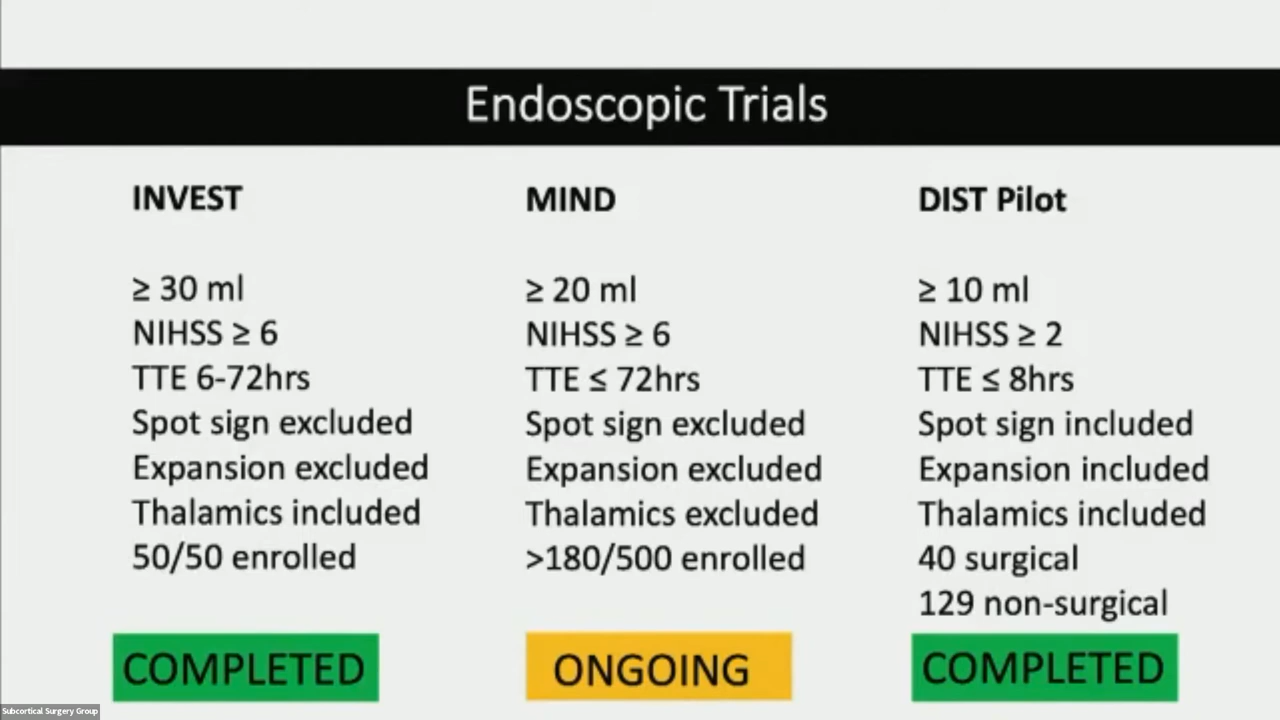 Endoscopic Trials
INVEST
≥ 30 ml
NIHSS ≥ 6
TTE 6-72hrs
Spot sign excluded
Expansion excluded
Thalamics included
50/50 enrolled
COMPLETED
MIND
≥ 20 ml
NIHSS ≥ 6
TTE ≤ 72hrs
Spot sign excluded
Expansion excluded
Thalamics excluded
>180/500 enrolled
ONGOING
DIST Pilot
≥ 10 ml
NIHSS ≥ 2
TTE ≤ 8hrs
Spot sign included
Expansion included
Thalamics included
40 surgical
129 non-surgical
COMPLETED
Subcortical Surgery Group